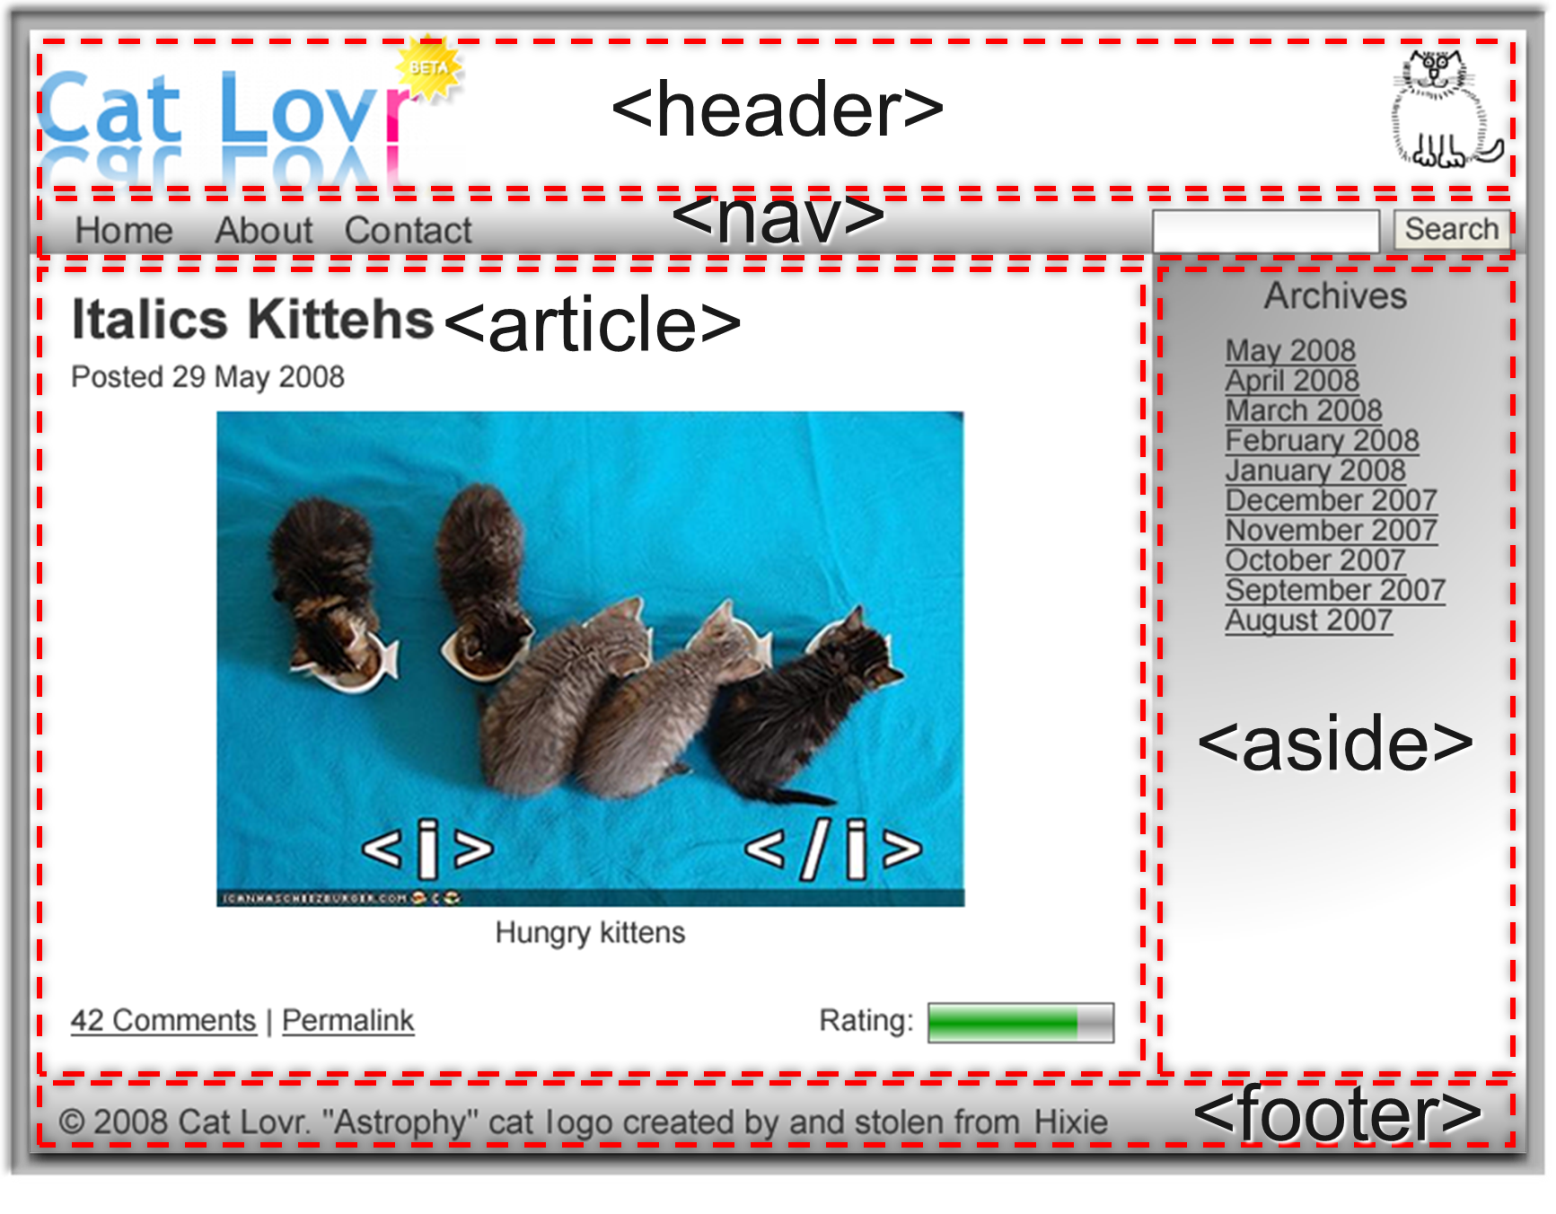 Cat Lovr
BETA
<header>
Home About Contact
<nav>
Search
Italics Kittehs
<article>
Posted 29 May 2008
<i> </i>
ICANHASCHEEZBURGER.COM
Hungry kittens
42 Comments | Permalink
Rating:
Archives
May 2008
April 2008
March 2008
February 2008
January 2008
December 2007
November 2007
October 2007
September 2007
August 2007
<aside>
© 2008 Cat Lovr. "Astrophy" cat logo created by and stolen from Hixie
<footer>